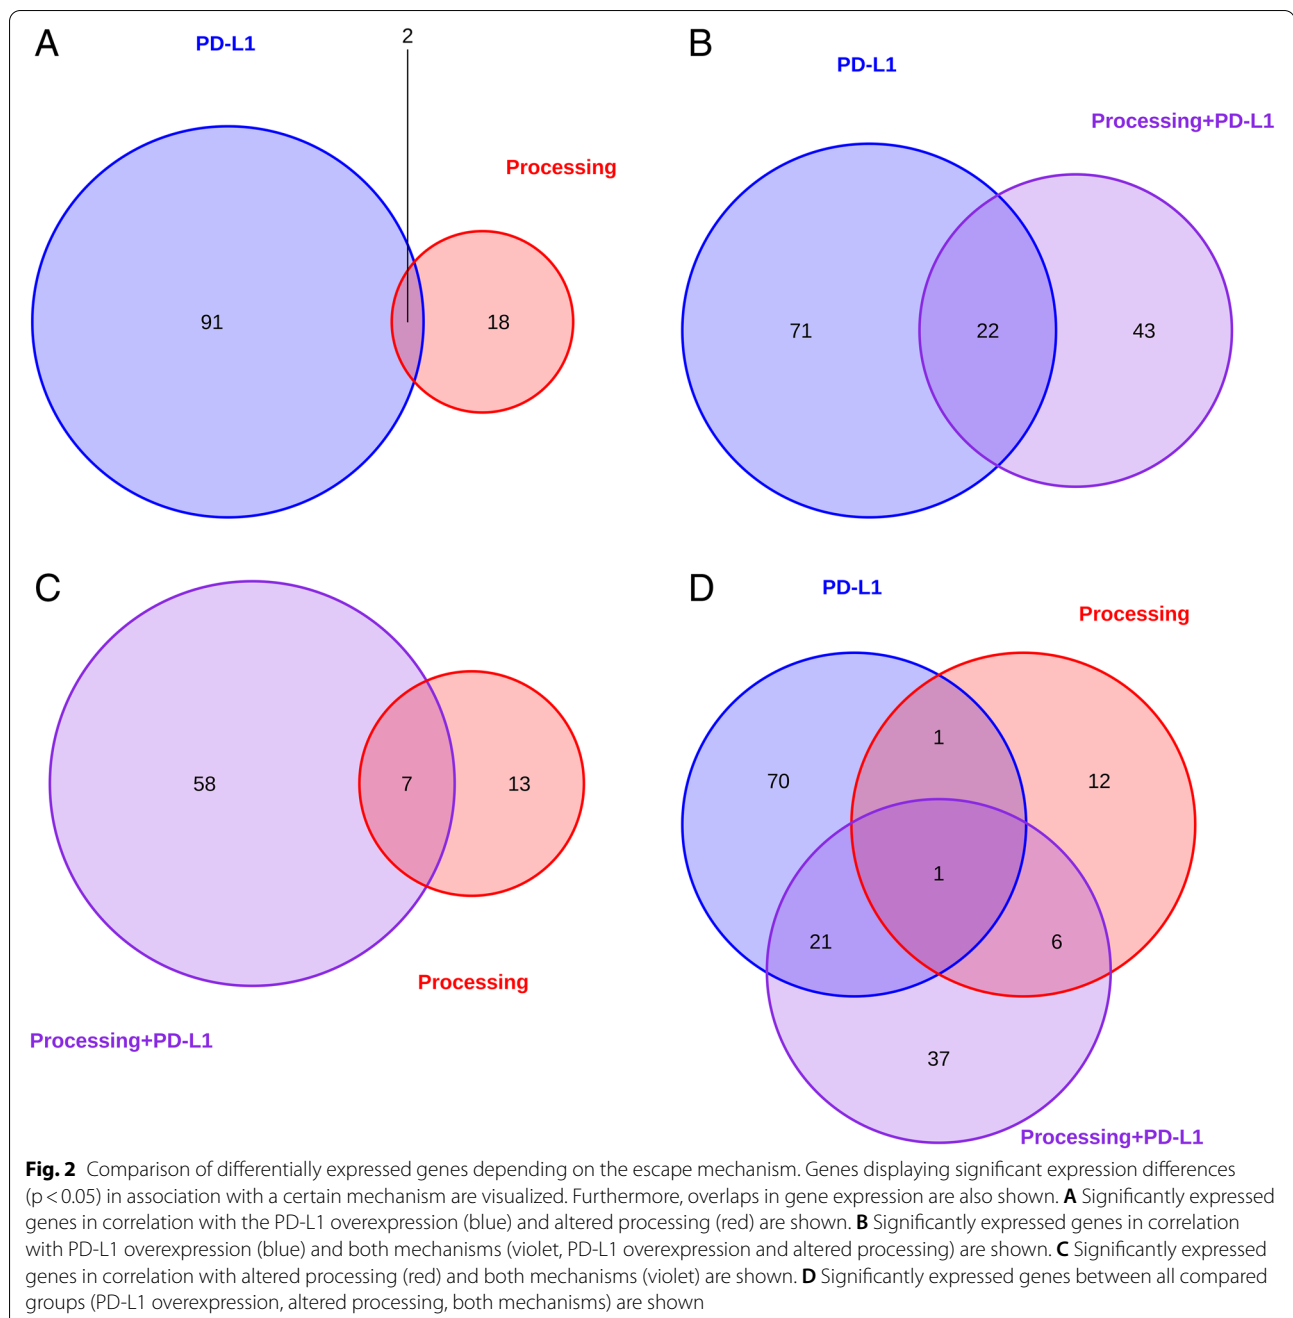 A
PD-L1
2
Processing
91
18
B
PD-L1
Processing+PD-L1
71
22
43
C
58
7
13
Processing
Processing+PD-L1
D
PD-L1
Processing
1
70
12
1
21
6
37
Processing+PD-L1
Fig. 2 Comparison of differentially expressed genes depending on the escape mechanism. Genes displaying significant expression differences
(p < 0.05) in association with a certain mechanism are visualized. Furthermore, overlaps in gene expression are also shown. A Significantly expressed
genes in correlation with the PD-L1 overexpression (blue) and altered processing (red) are shown. B Significantly expressed genes in correlation
with PD-L1 overexpression (blue) and both mechanisms (violet, PD-L1 overexpression and altered processing) are shown. C Significantly expressed
genes in correlation with altered processing (red) and both mechanisms (violet) are shown. D Significantly expressed genes between all compared
groups (PD-L1 overexpression, altered processing, both mechanisms) are shown